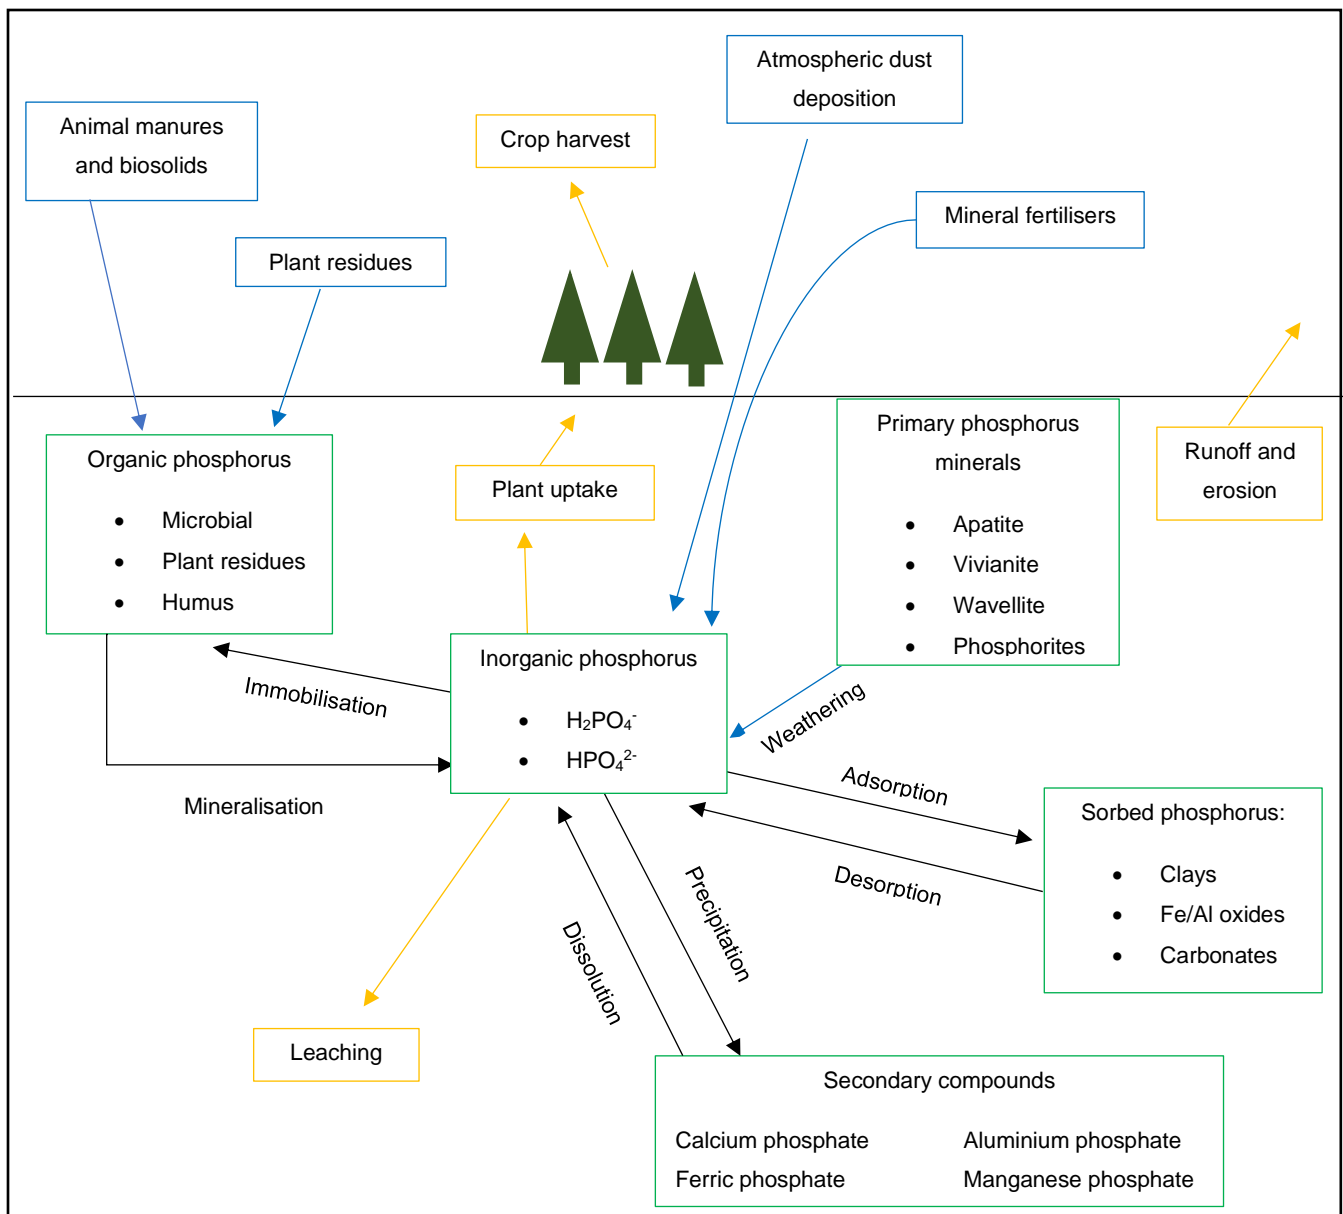 Atmospheric dust
deposition
Animal manures
and biosolids
Crop harvest
Mineral fertilisers
Plant residues
Organic phosphorus
• Microbial
• Plant residues
• Humus
Plant uptake
Primary phosphorus
minerals
• Apatite
• Vivianite
• Wavellite
• Phosphorites
Runoff and
erosion
Inorganic phosphorus
• H₂PO₄⁻
• HPO₄²⁻
Immobilisation
Weathering
Mineralisation
Adsorption
Desorption
Sorbed phosphorus:
• Clays
• Fe/Al oxides
• Carbonates
Precipitation
Dissolution
Leaching
Secondary compounds
Calcium phosphate Aluminium phosphate
Ferric phosphate Manganese phosphate